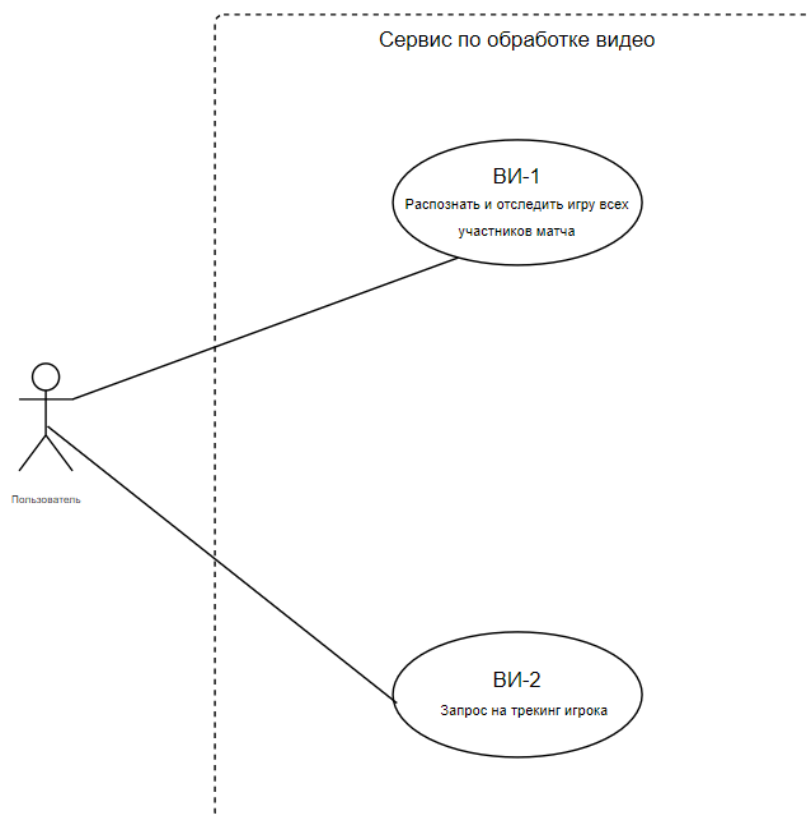 Сервис по обработке видео
ВИ-1
Распознать и отследить игру всех
участников матча
Пользователь
ВИ-2
Запрос на трекинг игрока